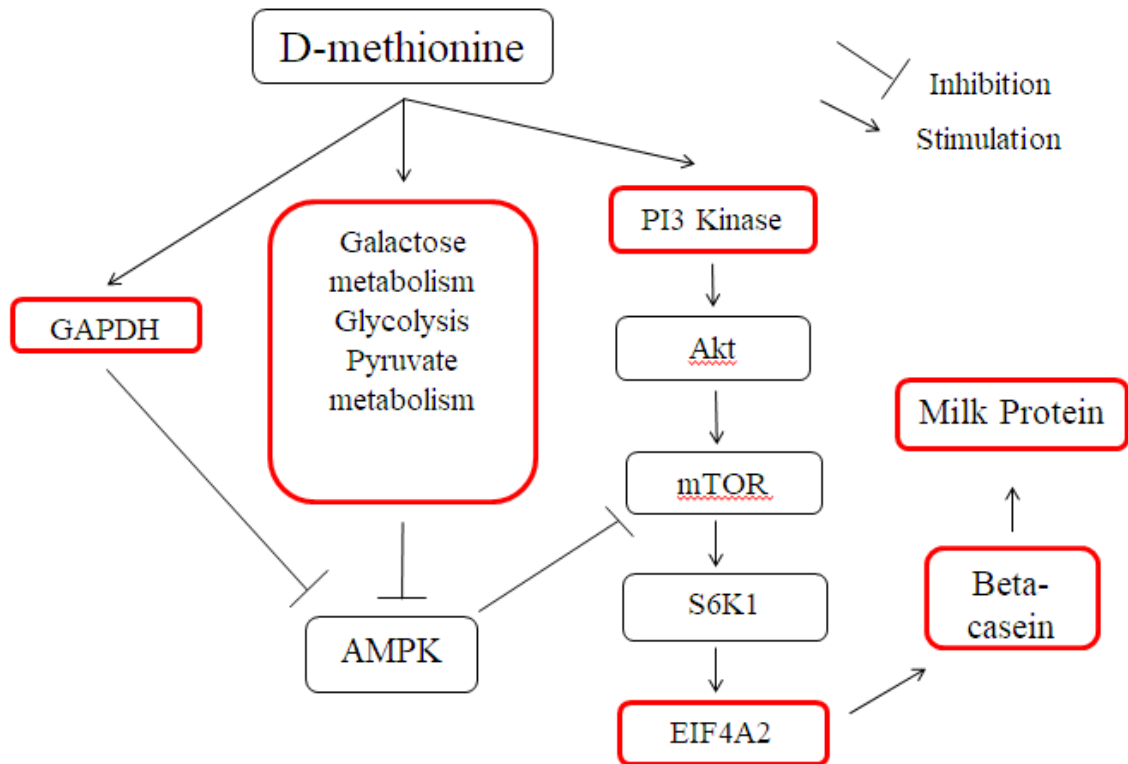 D-methionine
Inhibition
Stimulation
GAPDH
Galactose
metabolism
Glycolysis
Pyruvate
metabolism
PI3 Kinase
Akt
mTOR
S6K1
EIF4A2
AMPK
Beta-
casein
Milk Protein